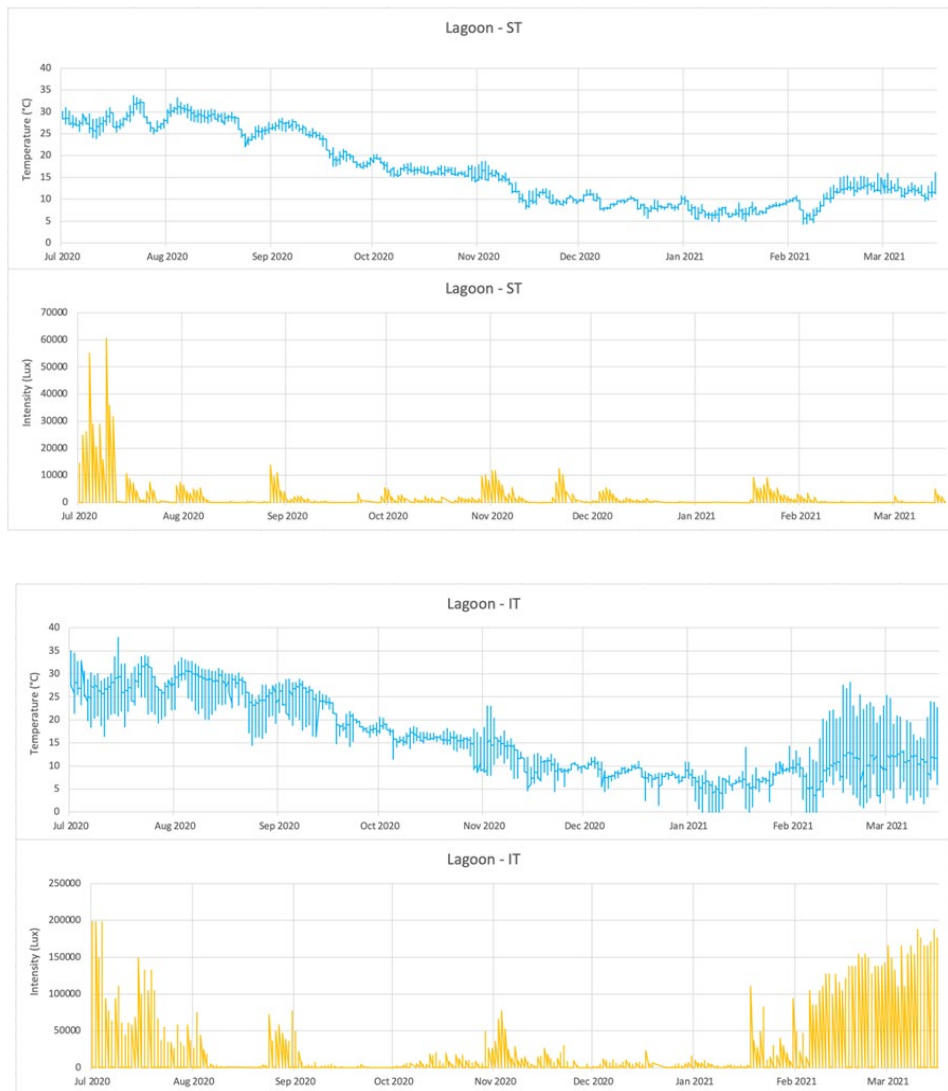 Lagoon - ST
Temperature (°C)
40
35
30
25
20
15
10
5
0
Jul 2020 Aug 2020 Sep 2020 Oct 2020 Nov 2020 Dec 2020 Jan 2021 Feb 2021 Mar 2021
Lagoon - ST
Intensity (Lux)
70000
60000
50000
40000
30000
20000
10000
0
Jul 2020 Aug 2020 Sep 2020 Oct 2020 Nov 2020 Dec 2020 Jan 2021 Feb 2021 Mar 2021
Lagoon - IT
Temperature (°C)
40
35
30
25
20
15
10
5
0
Jul 2020 Aug 2020 Sep 2020 Oct 2020 Nov 2020 Dec 2020 Jan 2021 Feb 2021 Mar 2021
Lagoon - IT
Intensity (Lux)
250000
200000
150000
100000
50000
0
Jul 2020 Aug 2020 Sep 2020 Oct 2020 Nov 2020 Dec 2020 Jan 2021 Feb 2021 Mar 2021